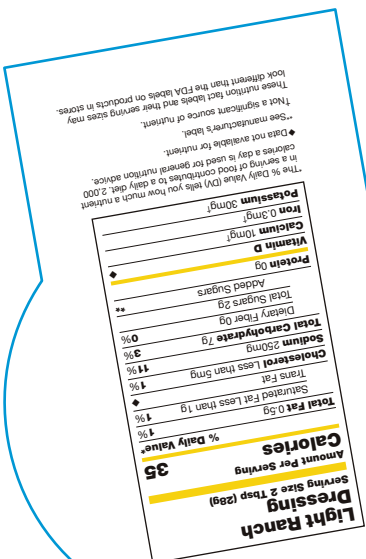 Light Ranch
Dressing
Serving Size 2 Tbsp (28g)
Amount Per Serving
Calories 35
% Daily Value*
Total Fat 0.5g 1%
Saturated Fat Less than 1g 1%
Trans Fat ◆
Cholesterol Less than 5mg 1%
Sodium 250mg 11%
Total Carbohydrate 7g 3%
Dietary Fiber 0g 0%
Total Sugars 2g
Added Sugars **
Protein 0g
Vitamin D ◆
Calcium 10mg†
Iron 0.3mg†
Potassium 30mg†
*The % Daily Value (DV) tells you how much a nutrient
in a serving of food contributes to a daily diet. 2,000
calories a day is used for general nutrition advice.
◆ Data not available for nutrient.
**See manufacturer's label.
†Not a significant source of nutrient.
These nutrition fact labels and their serving sizes may
look different than the FDA labels on products in stores.